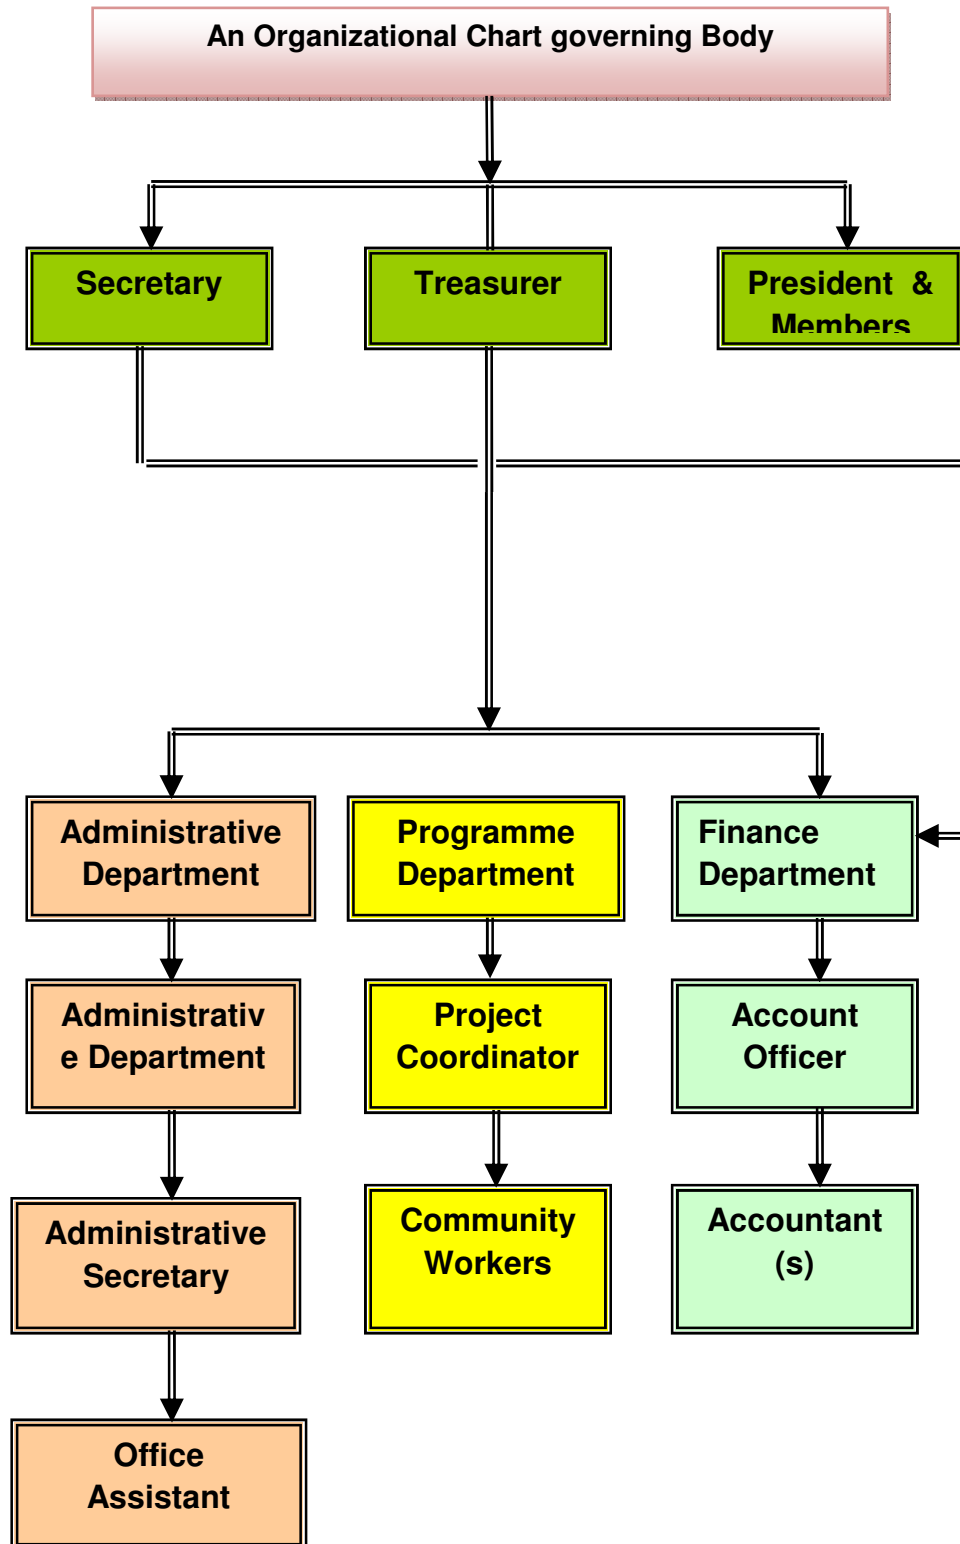 An Organizational Chart governing Body
Secretary
Treasurer
President &
Members
Administrative
Department
Programme
Department
Finance
Department
Administrativ
e Department
Project
Coordinator
Account
Officer
Administrative
Secretary
Community
Workers
Accountant
(s)
Office
Assistant